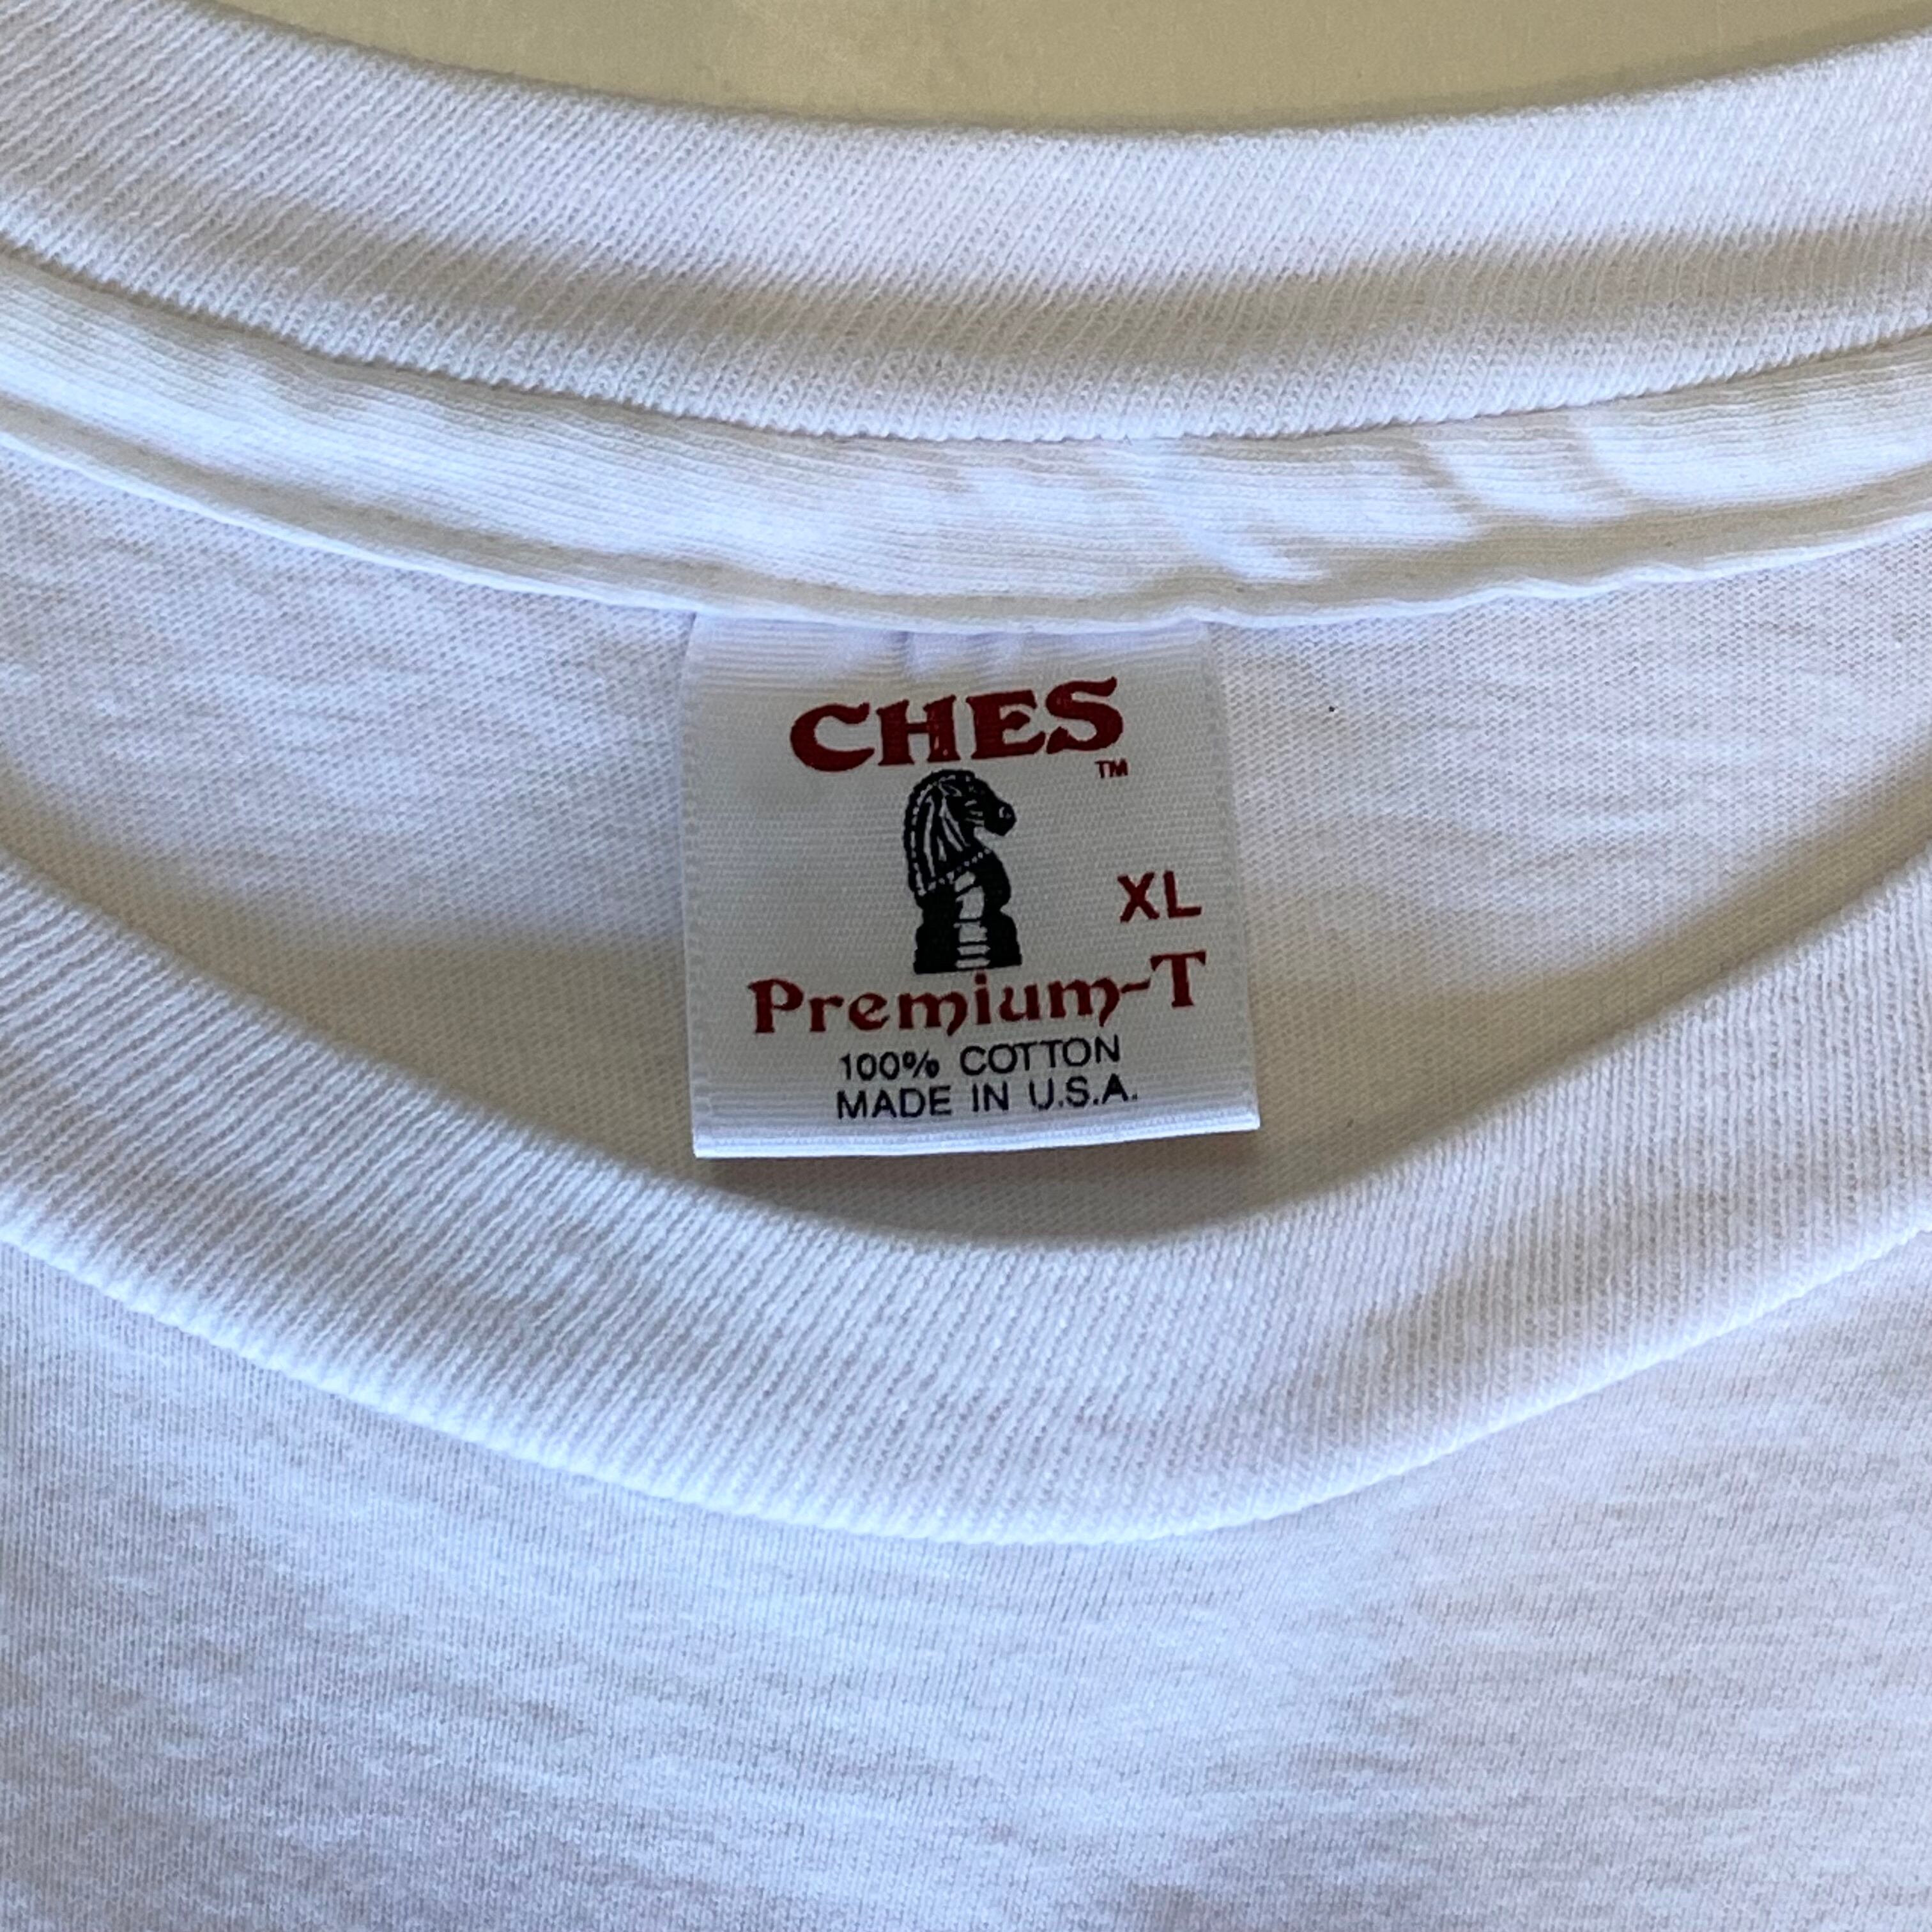 CHES
TM
XL
Premium-T
100% COTTON
MADE IN U.S.A.